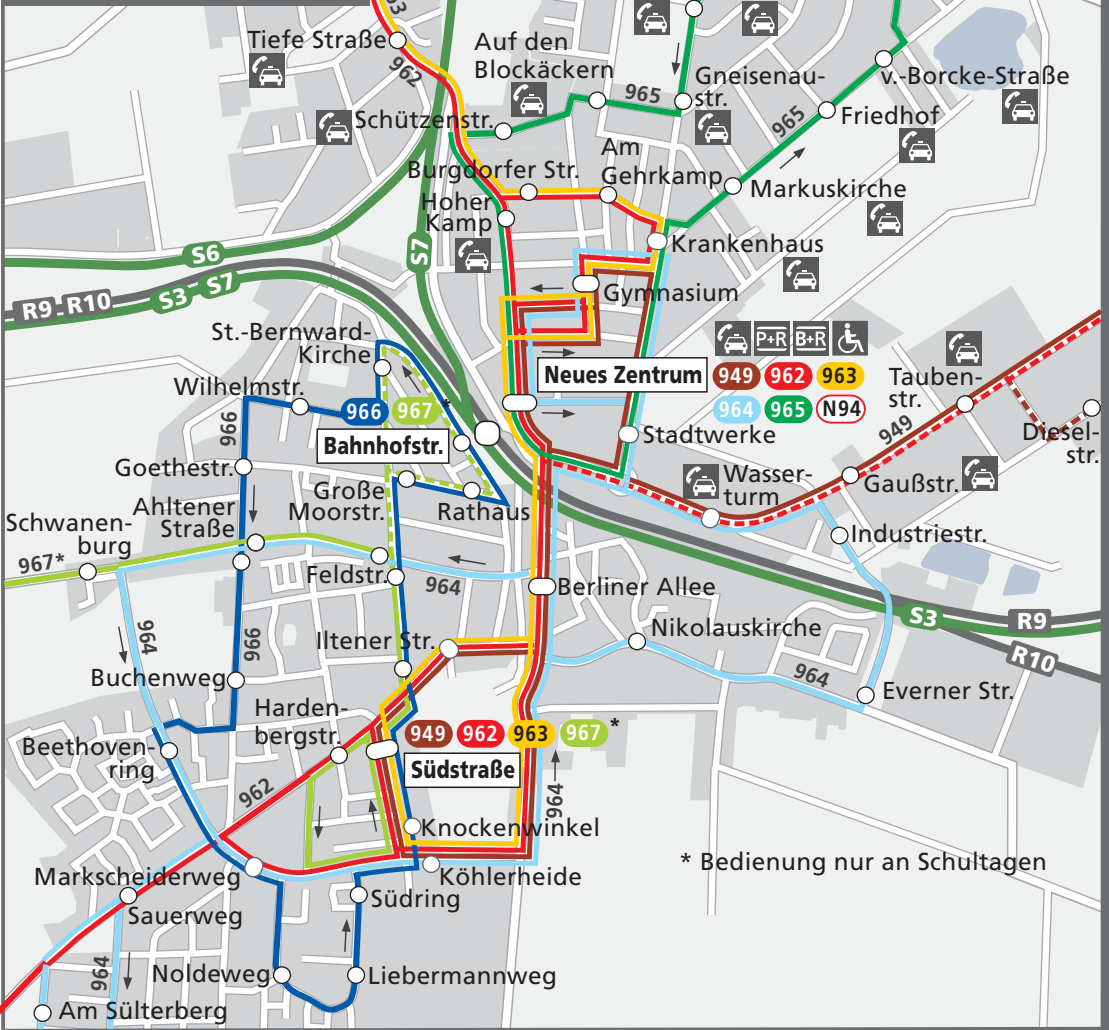 93
Tiefe Straße
962
Auf den
Blockäckern
965
Gneisenau-
str.
v.-Borcke-Straße
Schützenstr.
965
Friedhof
Burgdorfer Str.
Am
Gehrkamp
Markuskirche
Hoher
Kamp
S7
Krankenhaus
S6
Gymnasium
R9 R10
S3 S7
St.-Bernward-
Kirche
P+R B+R
Neues Zentrum 949 962 963
964 965 N94
Tauben-
str.
949
Diesel-
str.
Wilhelmstr.
966 967 *
966
Bahnhofstr.
Stadtwerke
Goethestr.
Große
Moorstr.
Rathaus
Wasser-
turm
Gaußstr.
Ahltener
Straße
Schwanen-
burg
967*
Industriestr.
Feldstr.
964
Berliner Allee
S3
R9
R10
964
966
Iltener Str.
Nikolauskirche
964
Buchenweg
Everner Str.
Harden-
bergstr.
949 962 963 967 *
Südstraße
Beethoven-
ring
962
964
Knockenwinkel
* Bedienung nur an Schultagen
Markscheiderweg
Köhlerheide
Sauerweg
Südring
964
Noldeweg
Liebermannweg
Am Sülterberg